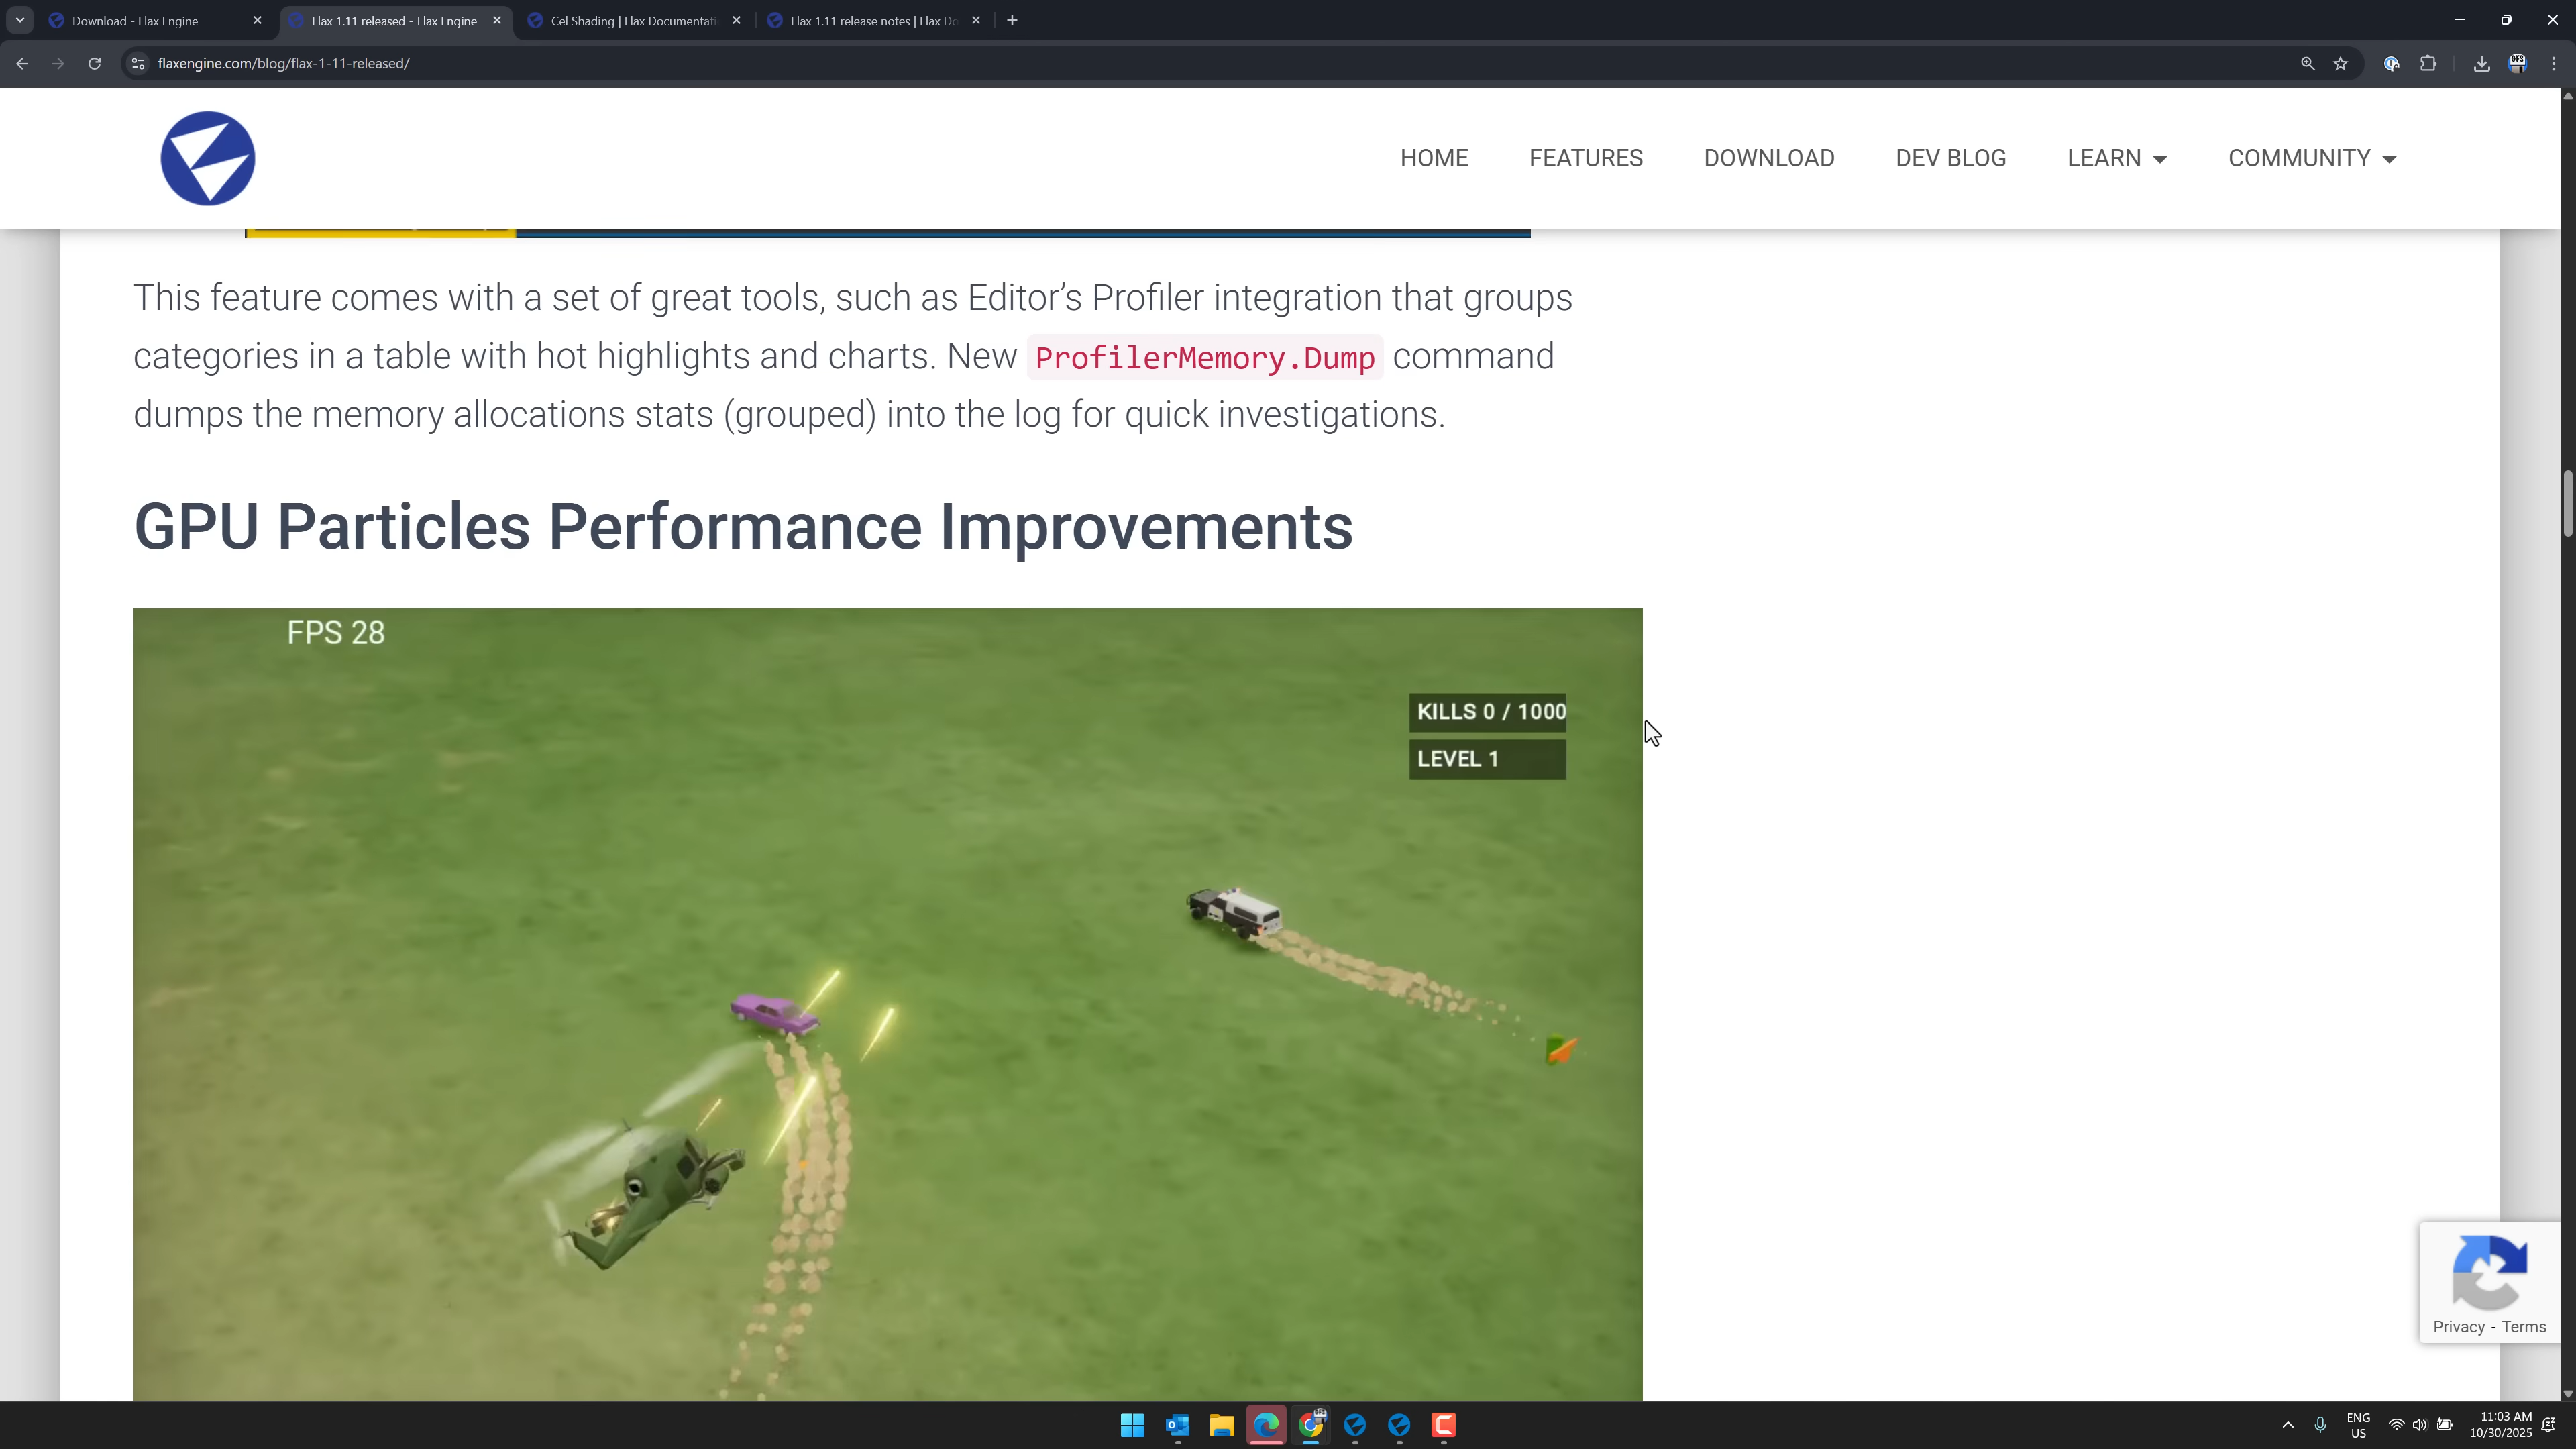 Download - Flax Engine
Flax 1.11 released - Flax Engine
Cel Shading | Flax Documentati
Flax 1.11 release notes | Flax Do
flaxengine.com/blog/flax-1-11-released/
HOME
FEATURES
DOWNLOAD
DEV BLOG
LEARN
COMMUNITY
This feature comes with a set of great tools, such as Editor’s Profiler integration that groups
categories in a table with hot highlights and charts. New ProfilerMemory.Dump command
dumps the memory allocations stats (grouped) into the log for quick investigations.
GPU Particles Performance Improvements
FPS 28
KILLS 0 / 1000
LEVEL 1
Privacy - Terms
ENG
US
11:03 AM
10/30/2025